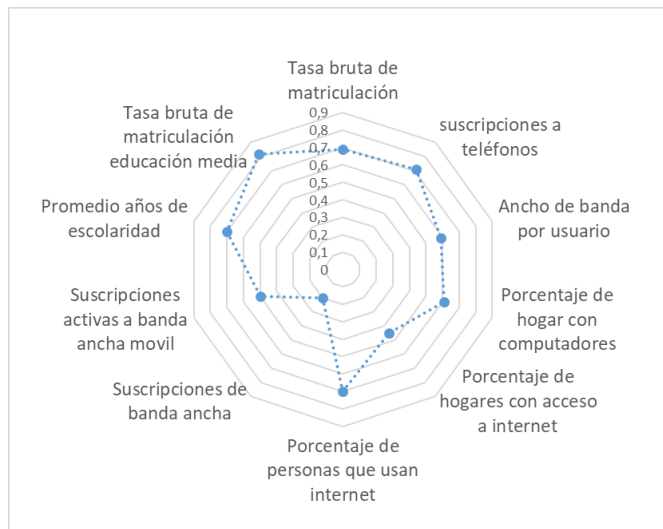 Tasa bruta de
matriculación
suscripciones a
teléfonos
Ancho de banda
por usuario
Porcentaje de
hogar con
computadores
Porcentaje de
hogares con acceso
a internet
Porcentaje de
personas que usan
internet
Suscripciones de
banda ancha
Suscripciones
activas a banda
ancha movil
Promedio años de
escolaridad
Tasa bruta de
matriculación
educación media
0,9
0,8
0,7
0,6
0,5
0,4
0,3
0,2
0,1
0